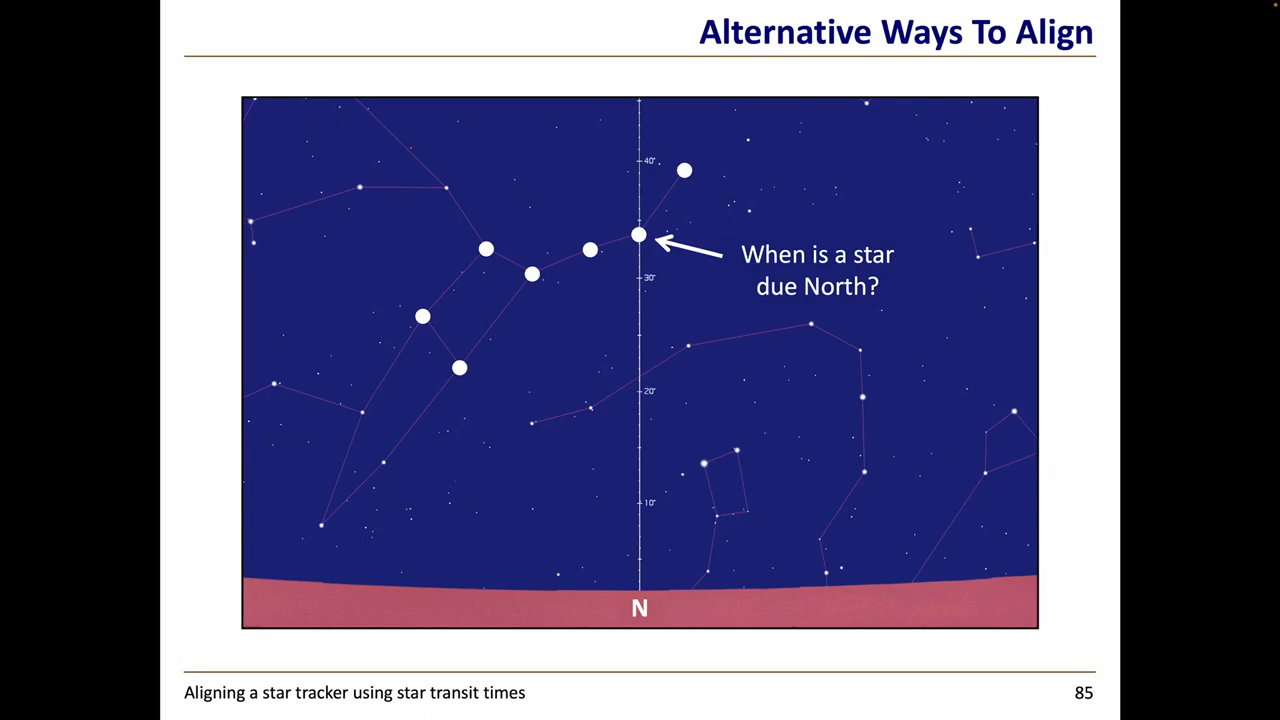 Alternative Ways To Align
40°
When is a star
due North?
30°
20°
10°
N
Aligning a star tracker using star transit times
85